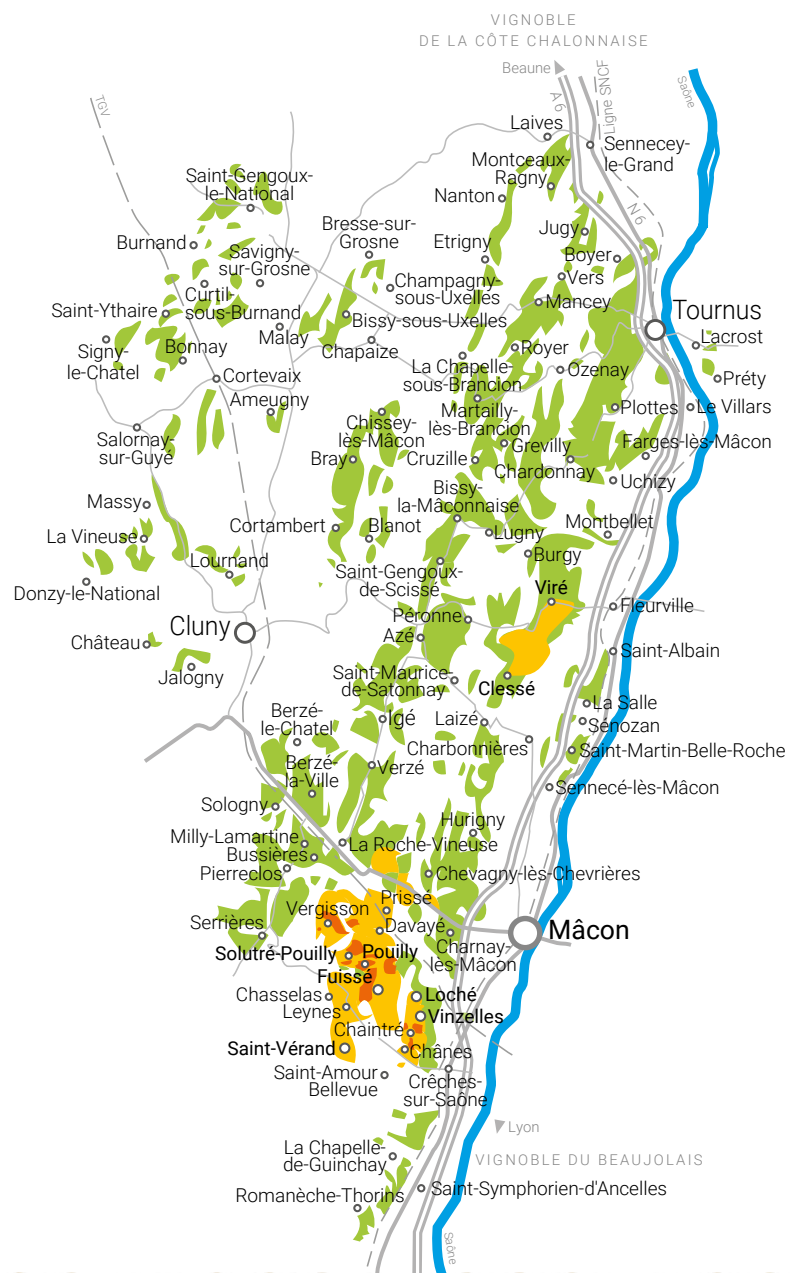 VIGNOBLE
DE LA CÔTE CHALONNAISE
Beaune
A 6
Ligne SNCF
Saône
TGV
Laives
Sennecey-
le-Grand
Montceaux-
Ragny
Saint-Gengoux-
le-National
Nanton
N 6
Burnand
Bresse-sur-
Grosne
Etrigny
Jugy
Savigny-
sur-Grosne
Boyer
Vers
Champagny-
sous-Uxelles
Curtil-
sous-Burnand
Mancey
Saint-Ythaire
Bissy-sous-Uxelles
Tournus
Malay
Lacrost
Signy-
le-Chatel
Bonnay
Chapaize
Royer
La Chapelle-
sous-Brancion
Ozenay
Préty
Cortevaix
Ameugny
Martailly-
lès-Brancion
Plottes
Le Villars
Chissey-
lès-Mâcon
Salornay-
sur-Guye
Grevilly
Farges-lès-Mâcon
Bray
Cruzille
Chardonnay
Uchizy
Bissy-
la-Mâconnaise
Massy
Cortambert
Blanot
Lugny
Montbellet
La Vineuse
Burgy
Lournand
Saint-Gengoux-
de-Scissé
Donzy-le-National
Viré
Fleurville
Péronne
Cluny
Azé
Château
Saint-Albain
Jalogny
Saint-Maurice-
de-Satonnay
Clessé
La Salle
Berzé-
le-Chatel
Igé
Laizé
Sénozan
Charbonnières
Saint-Martin-Belle-Roche
Berzé-
la-Ville
Verzé
Sennecé-lès-Mâcon
Sologny
Hurigny
Milly-Lamartine
La Roche-Vineuse
Bussières
Pierreclos
Chevagny-lès-Chevrières
Prissé
Vergisson
Serrières
Davayé
Mâcon
Charnay-
lès-Mâcon
Solutré-Pouilly
Pouilly
Fuissé
Chasselas
Loché
Leynes
Vinzelles
Chaintré
Saint-Vérand
Chânes
Saint-Amour
Bellevue
Crêches-
sur-Saône
Lyon
La Chapelle-
de-Guinchay
VIGNOBLE DU BEAUJOLAIS
Saint-Symphorien-d'Ancelles
Romanèche-Thorins
Saône